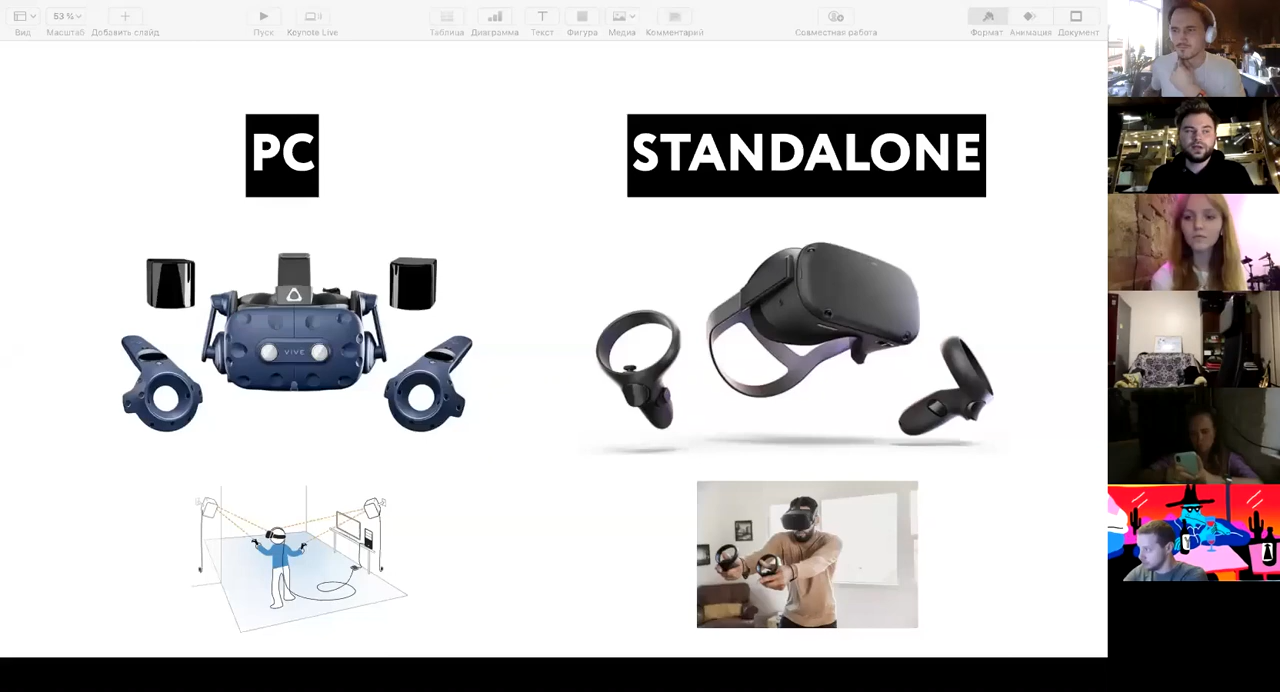 53 %
Вид
Масштаб
Добавить слайд
Пуск
Keynote Live
Таблица
Диаграмма
Текст
Фигура
Медиа
Комментарий
Совместная работа
Формат
Анимация
Документ
PC
STANDALONE
VIVE